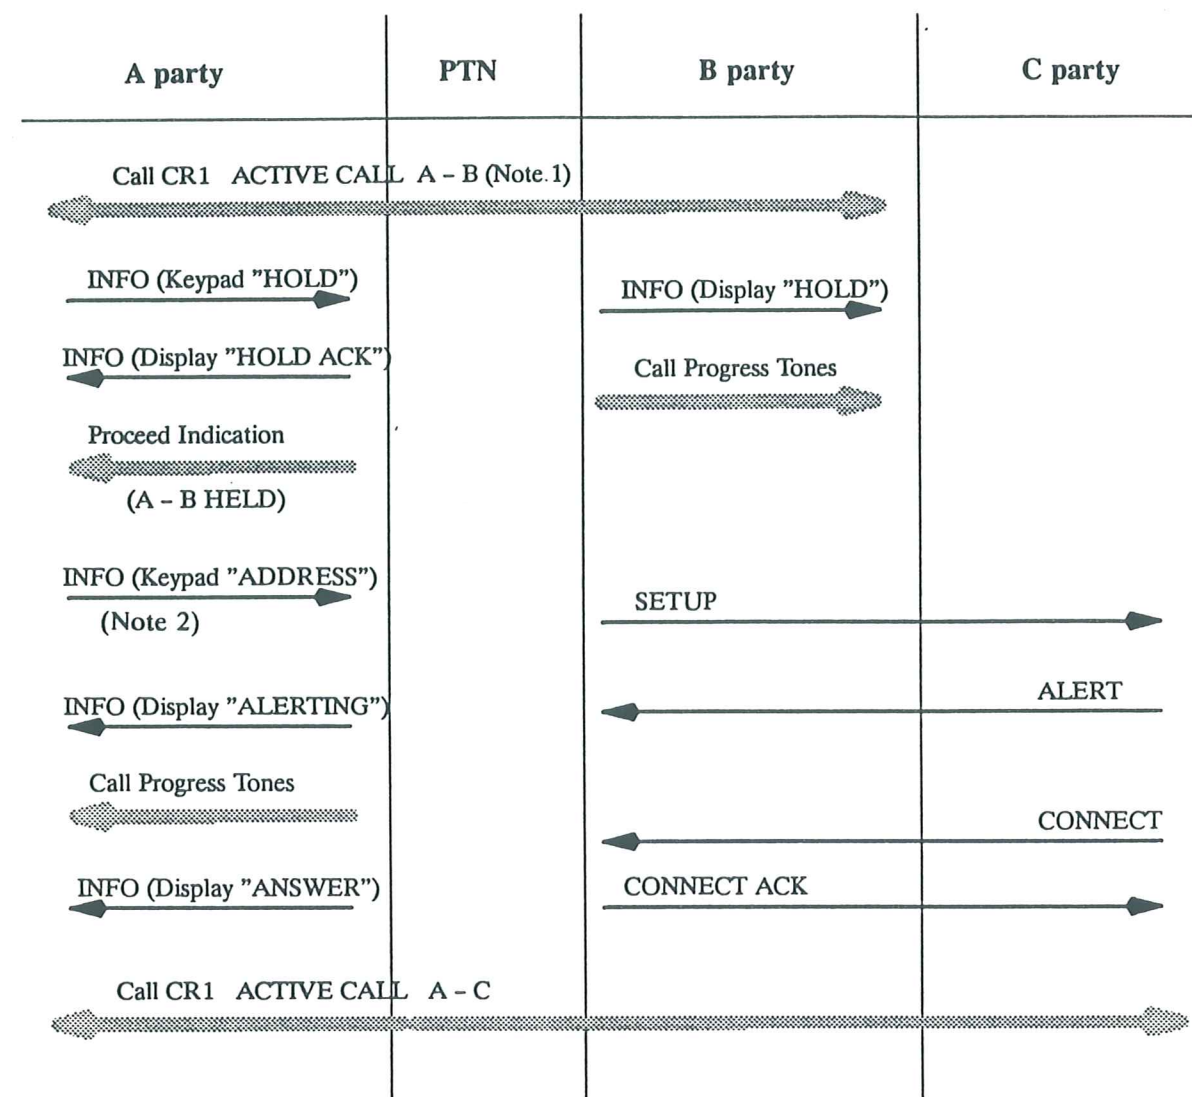 A party PTN B party C party
Call CR1 ACTIVE CALL A – B (Note.1)
INFO (Keypad "HOLD")
INFO (Display "HOLD")
INFO (Display "HOLD ACK")
Call Progress Tones
Proceed Indication
(A – B HELD)
INFO (Keypad "ADDRESS")
SETUP
(Note 2)
ALERT
INFO (Display "ALERTING")
Call Progress Tones
CONNECT
INFO (Display "ANSWER")
CONNECT ACK
Call CR1 ACTIVE CALL A – C